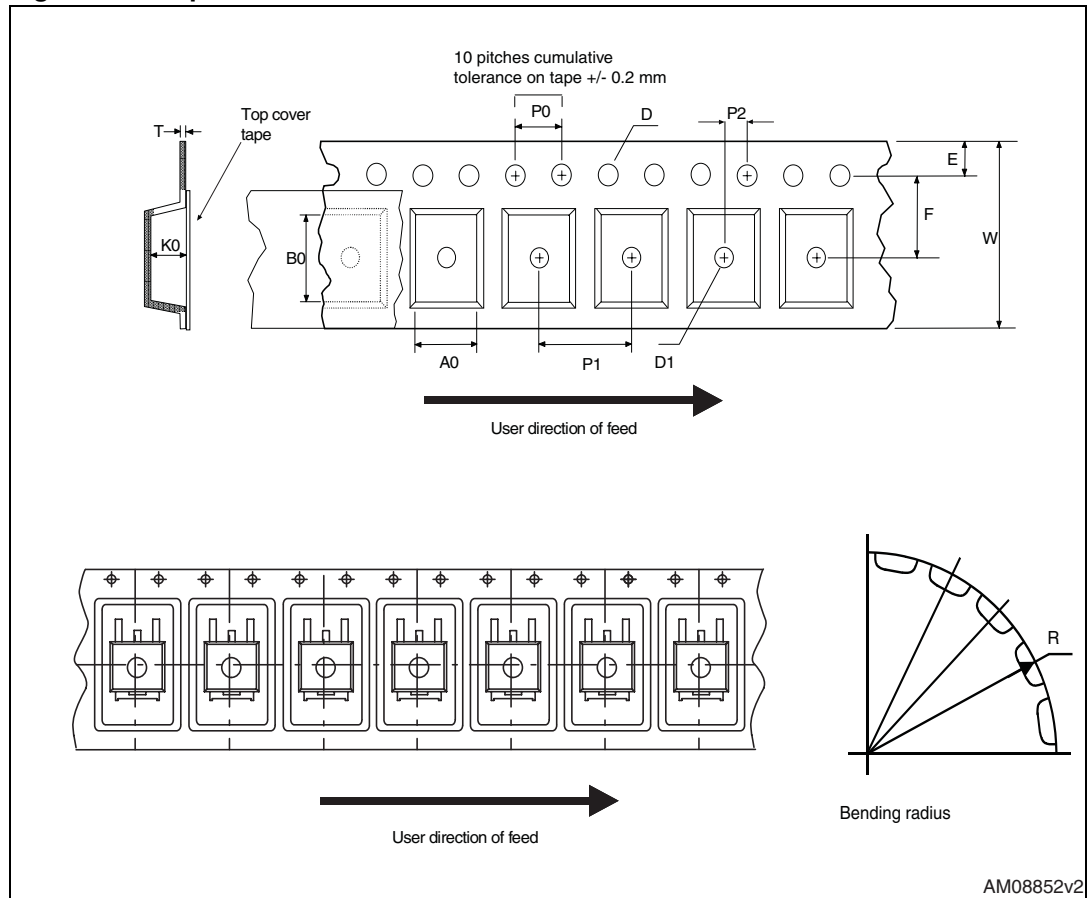 10 pitches cumulative
tolerance on tape +/- 0.2 mm
Top cover
tape
T
P0
D
P2
E
F
W
K0
B0
A0
P1
D1
User direction of feed
R
Bending radius
User direction of feed
AM08852v2